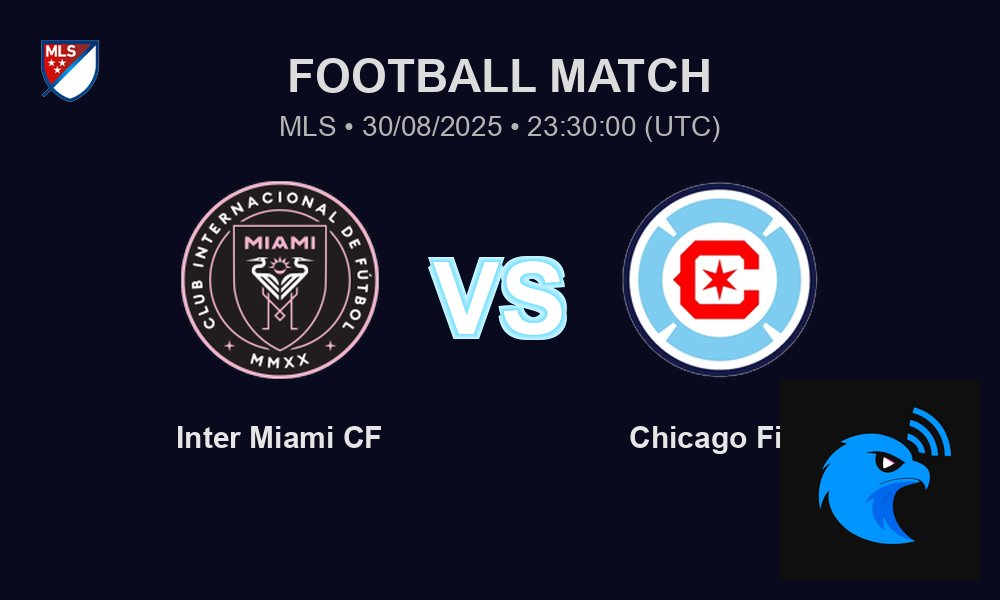 MLS
FOOTBALL MATCH
MLS • 30/08/2025 • 23:30:00 (UTC)
CLUB INTERNACIONAL DE FÚTBOL
MIAMI
MMXX
VS
C
Inter Miami CF
Chicago Fi